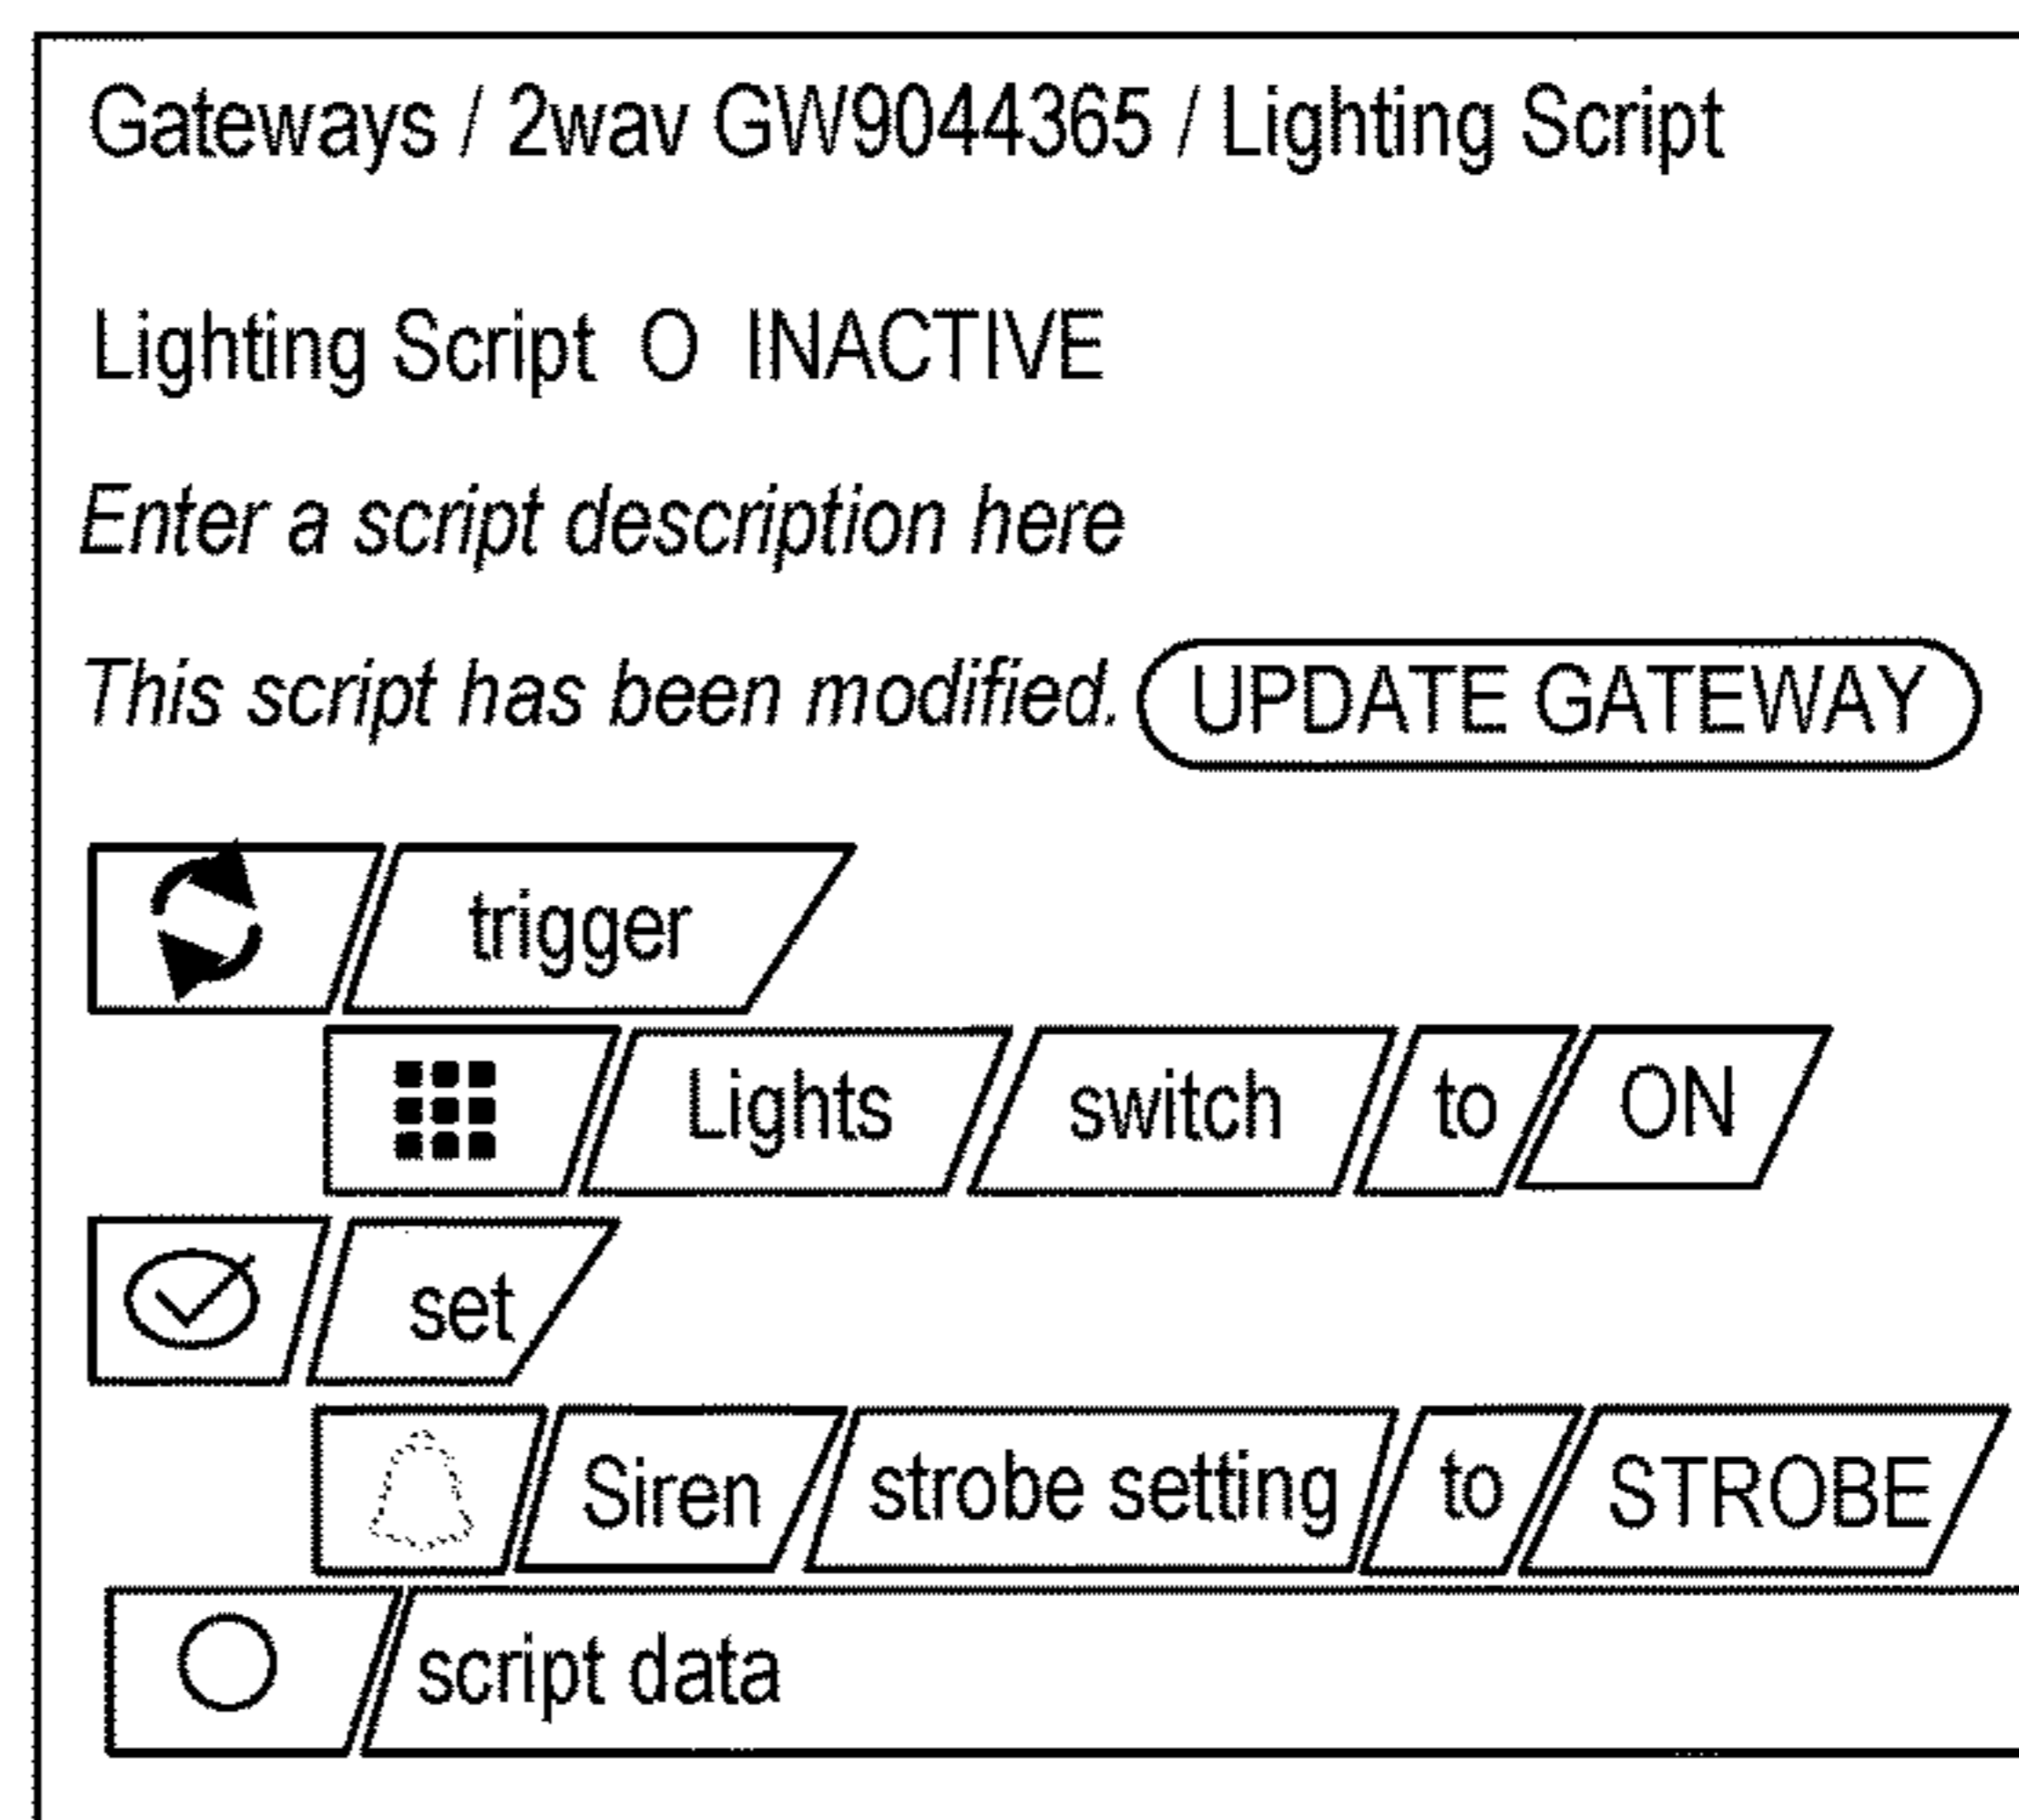 Gateways / 2wav GW9044365 / Lighting Script
Lighting Script O INACTIVE
Enter a script description here
This script has been modified. UPDATE GATEWAY
trigger
Lights switch to ON
set
Siren strobe setting to STROBE
script data